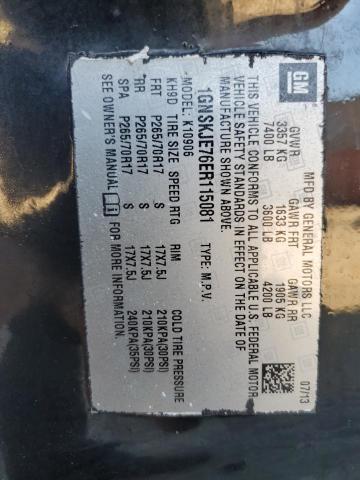 GM
MFD BY GENERAL MOTORS LLC
07/13
GVWR GAWR FRT GAWR RR
3357 KG 1633 KG 1905 KG
7400 LB 3600 LB 4200 LB
THIS VEHICLE CONFORMS TO ALL APPLICABLE U.S. FEDERAL MOTOR
VEHICLE SAFETY STANDARDS IN EFFECT ON THE DATE OF
MANUFACTURE SHOWN ABOVE.
1GNSKJE76ER115081 TYPE: M.P.V.
MODEL: K10906
KH9D TIRE SIZE SPEED RTG RIM COLD TIRE PRESSURE
FRT P265/70R17 S 17X7.5J 210KPA(30PSI)
RR P265/70R17 S 17X7.5J 210KPA(30PSI)
SPA P265/70R17 S 17X7.5J 240KPA(35PSI)
SEE OWNER'S MANUAL FOR MORE INFORMATION.